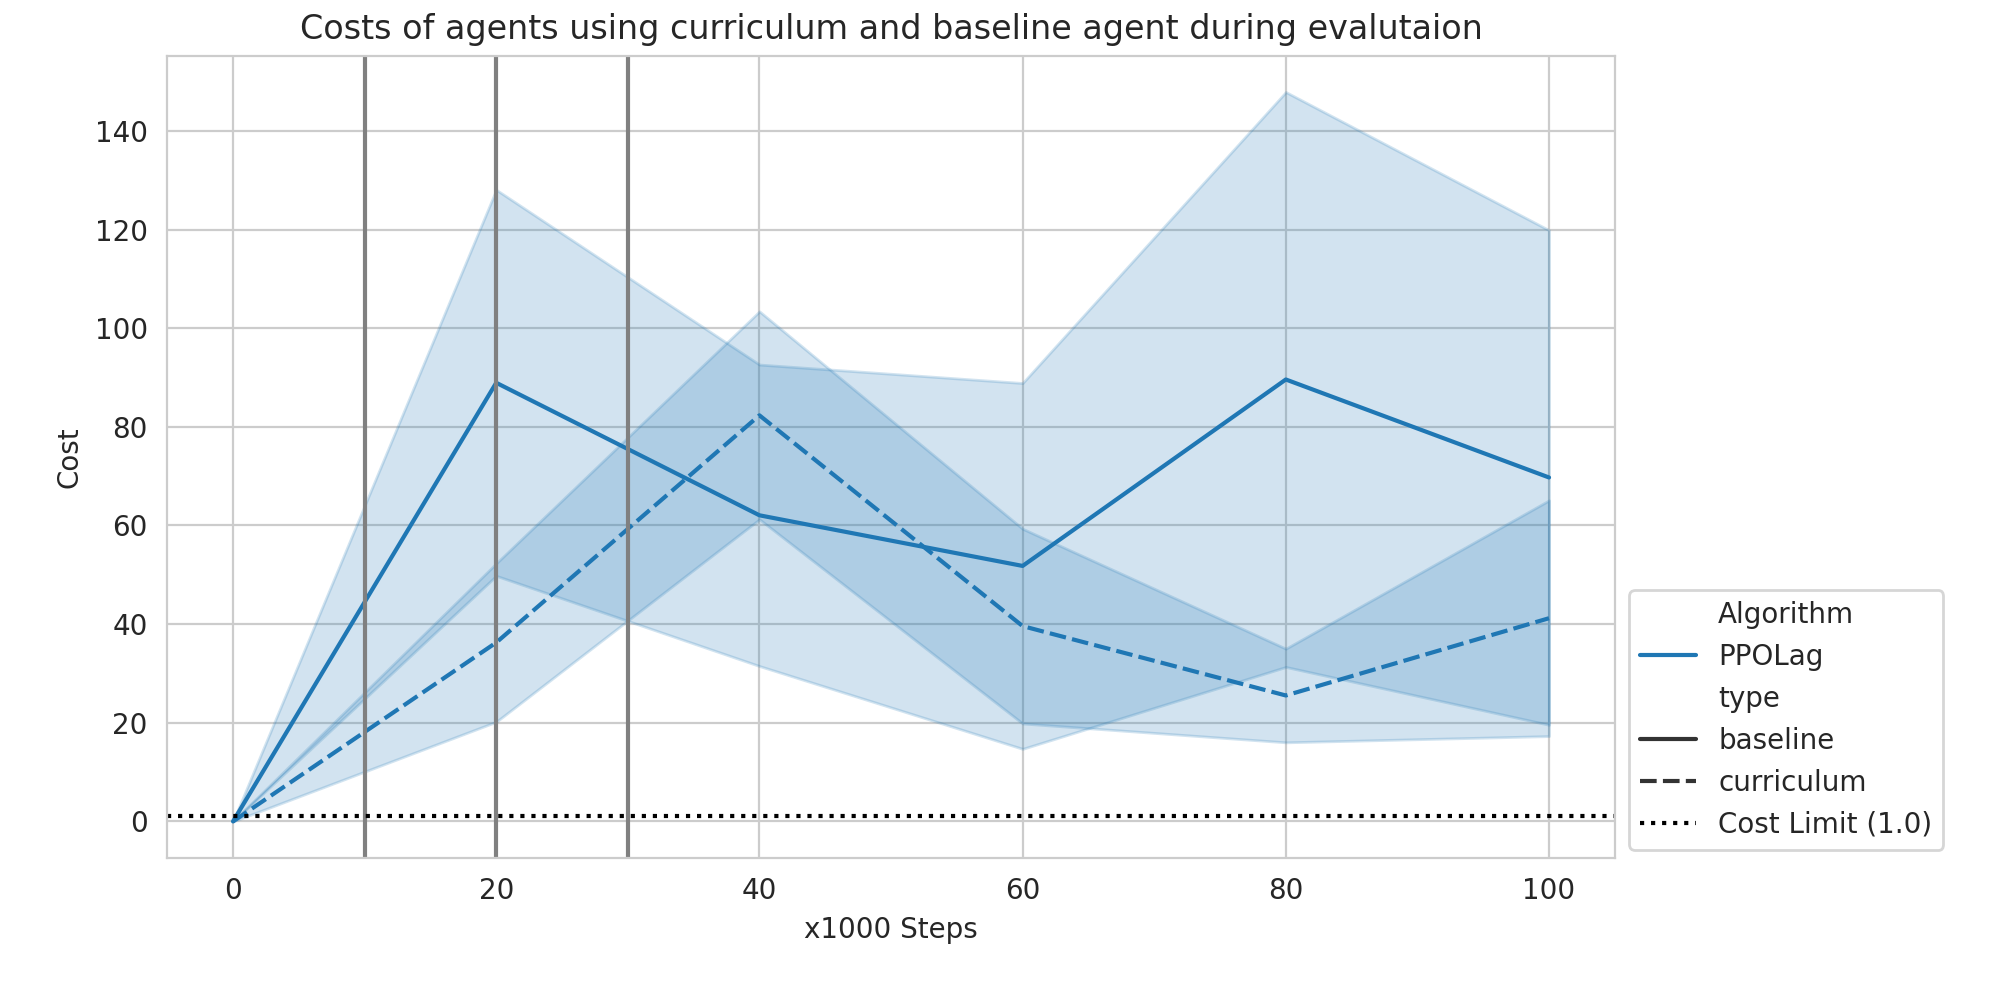 Costs of agents using curriculum and baseline agent during evalutaion
140
120
100
80
60
40
20
0
Cost
0 20 40 60 80 100
x1000 Steps
Algorithm
PPOLag
type
baseline
curriculum
Cost Limit (1.0)